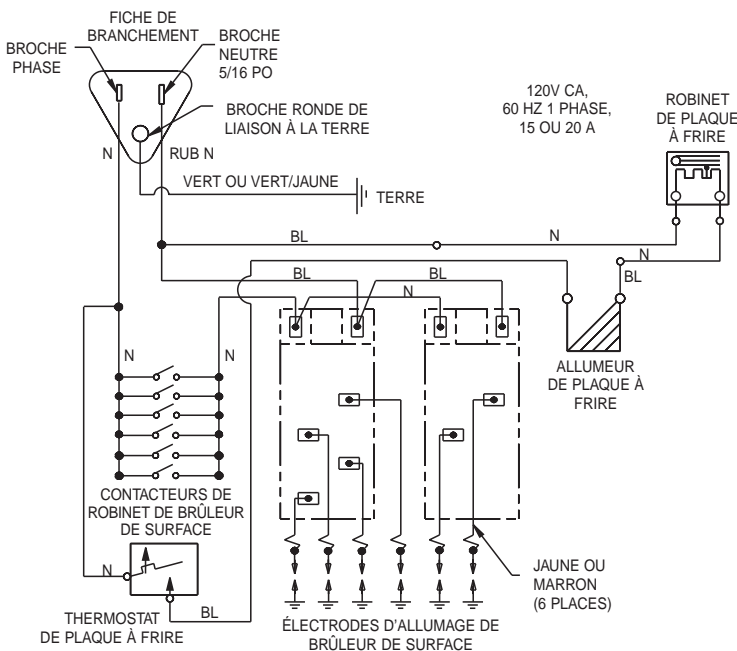 FICHE DE
BRANCHEMENT
BROCHE
PHASE
BROCHE
NEUTRE
5/16 PO
BROCHE RONDE DE
LIAISON À LA TERRE
120V CA,
60 HZ 1 PHASE,
15 OU 20 A
ROBINET
DE PLAQUE
À FRIRE
N
RUB N
VERT OU VERT/JAUNE
TERRE
BL
N
N
BL
BL
BL
N
N
N
ALLUMEUR
DE PLAQUE À
FRIRE
CONTACTEURS DE
ROBINET DE BRÛLEUR
DE SURFACE
N
BL
THERMOSTAT
DE PLAQUE À FRIRE
JAUNE OU
MARRON
(6 PLACES)
ÉLECTRODES D'ALLUMAGE DE
BRÛLEUR DE SURFACE